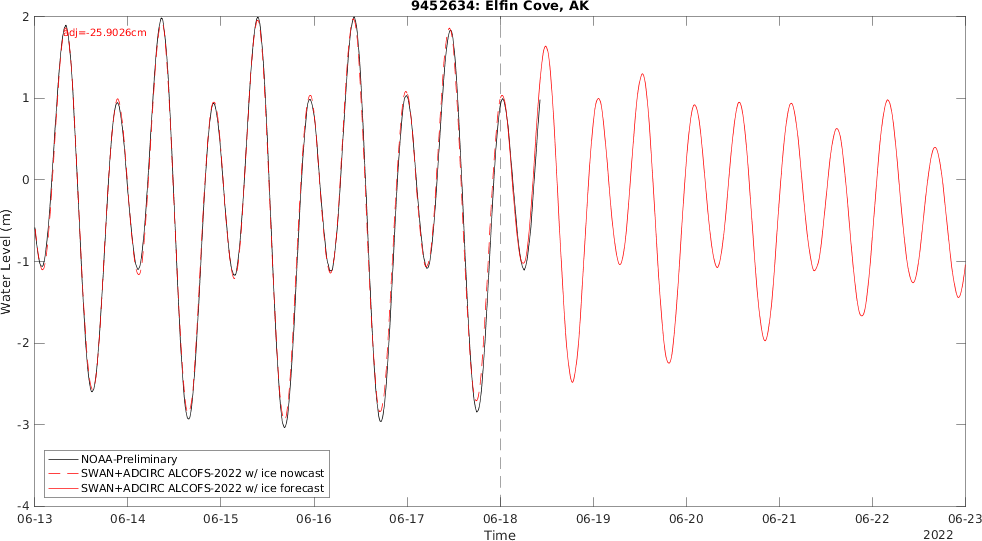 9452634: Elfin Cove, AK
Adj=-25.9026cm
2
1
0
-1
-2
-3
-4
Water Level (m)
NOAA-Preliminary
SWAN+ADCIRC ALCOFS-2022 w/ ice nowcast
SWAN+ADCIRC ALCOFS-2022 w/ ice forecast
06-13 06-14 06-15 06-16 06-17 06-18 06-19 06-20 06-21 06-22 06-23
Time
2022